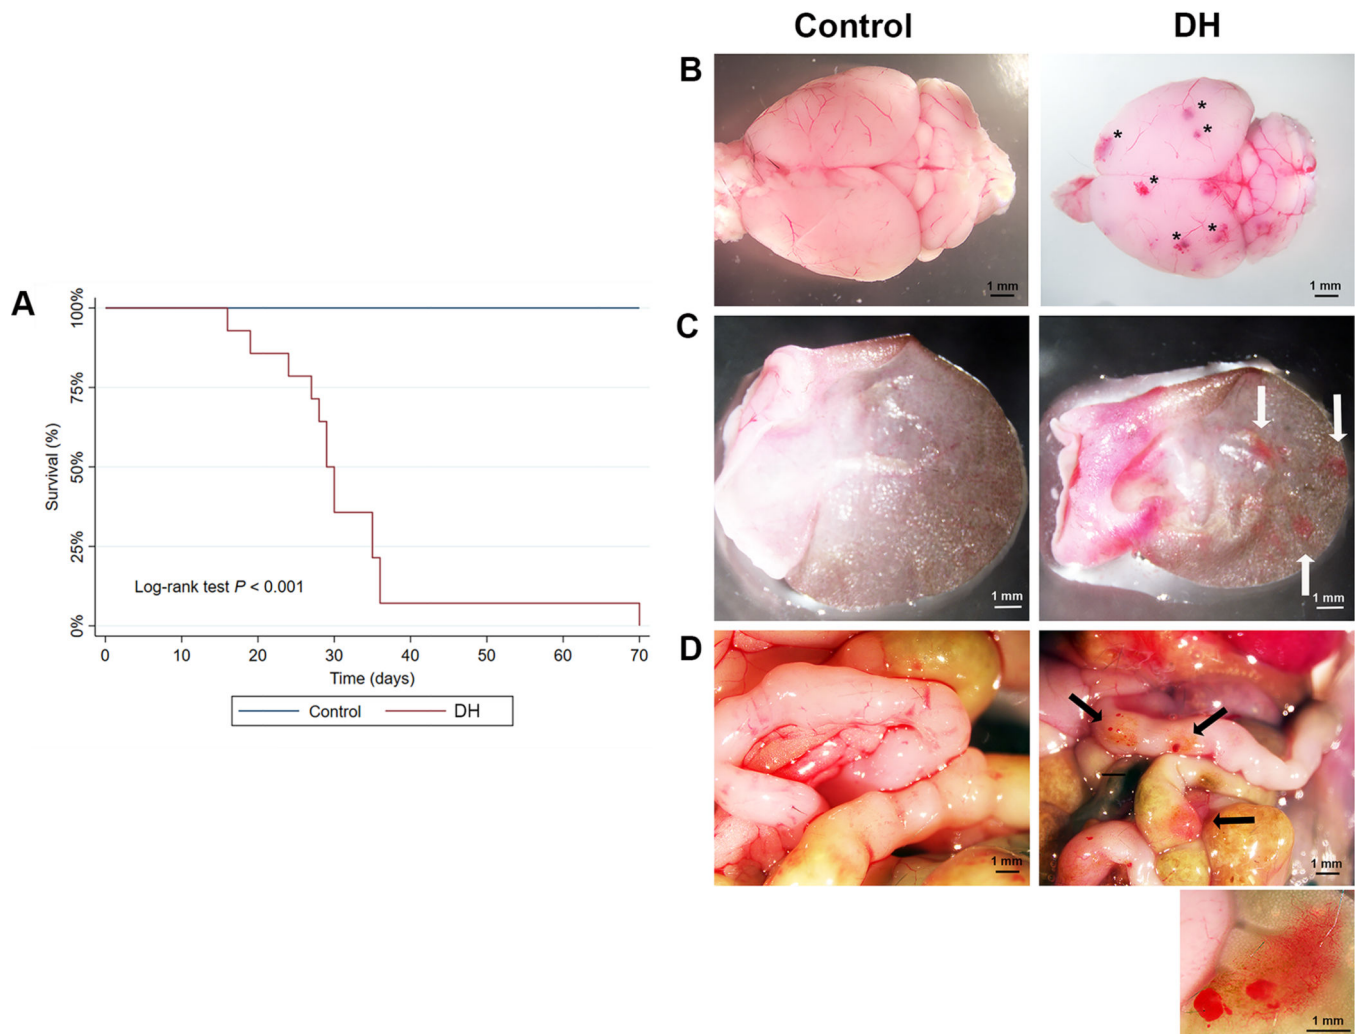 Control DH
B
* * * * * *
1 mm 1 mm
A
100%
75%
50%
25%
0%
Survival (%)
Log-rank test P < 0.001
0 10 20 30 40 50 60 70
Time (days)
Control DH
C
1 mm 1 mm
D
1 mm 1 mm
1 mm